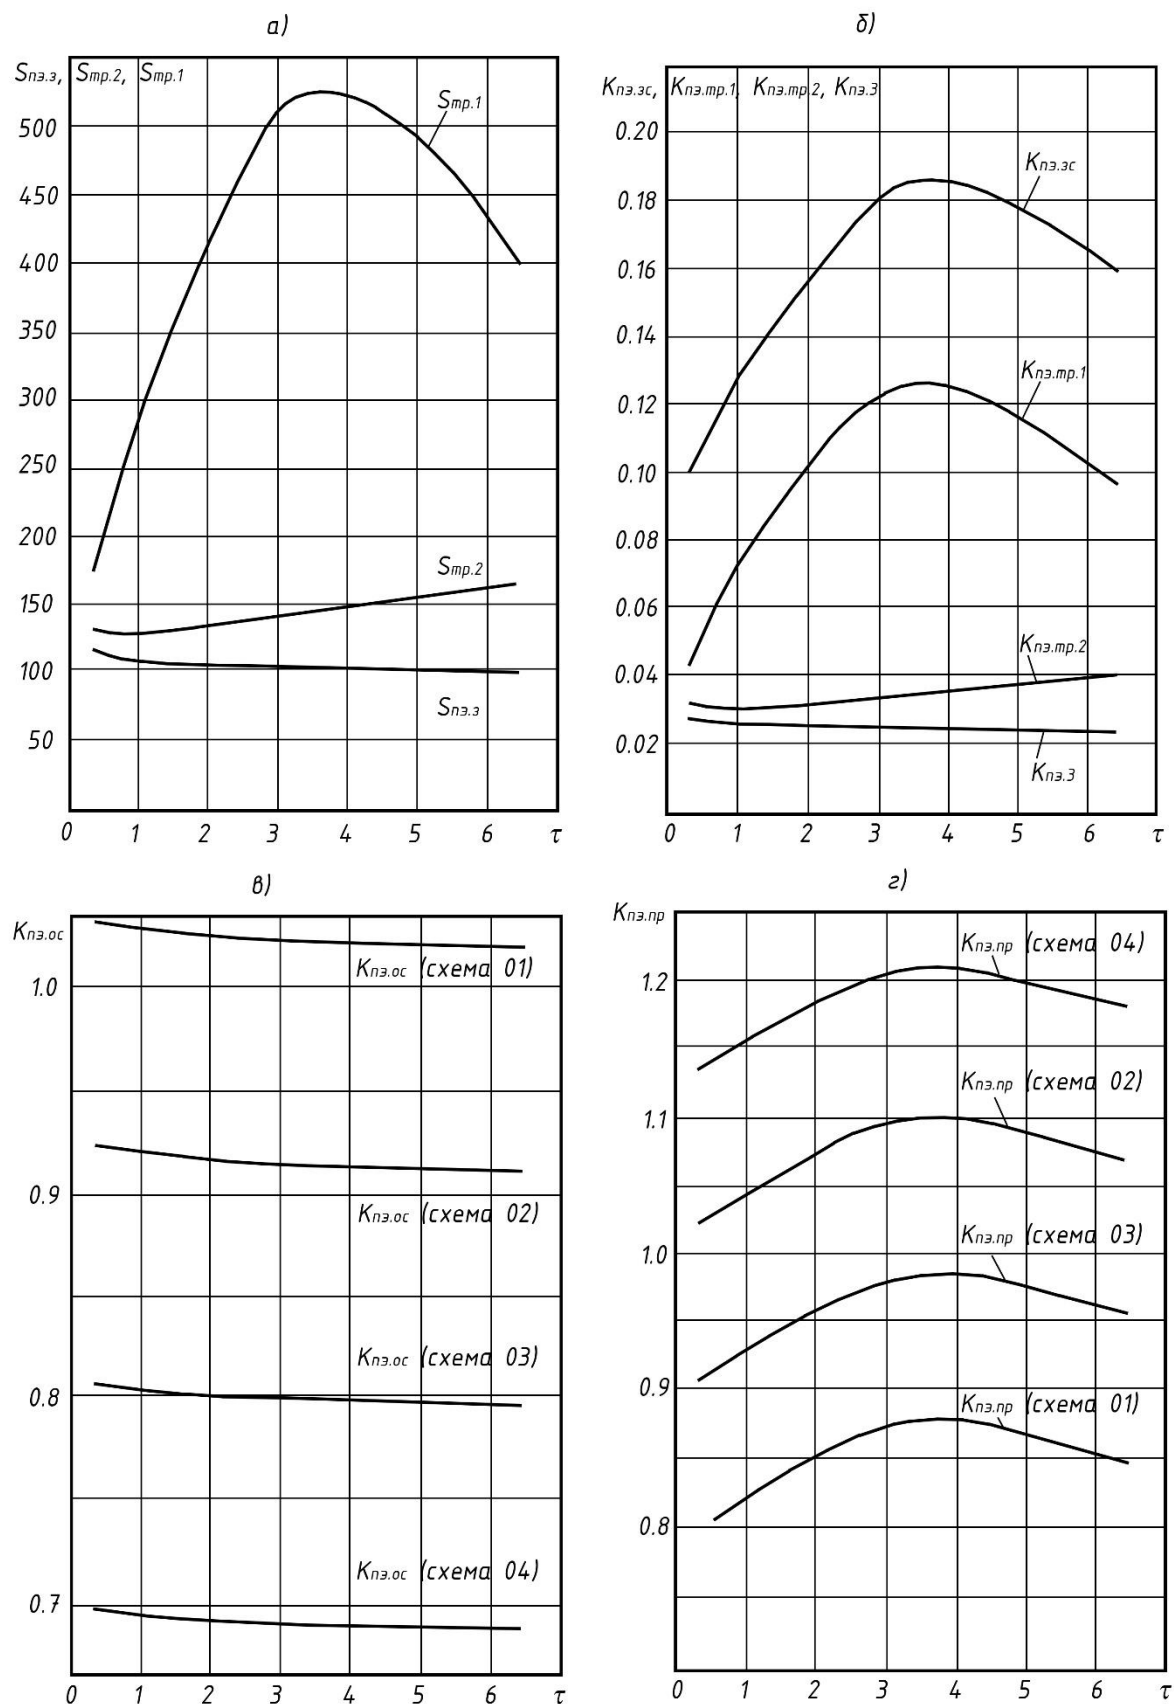 а)
Sпэ.з, Sтр.2, Sтр.1
500
450
400
350
300
250
200
150
100
50
0 1 2 3 4 5 6 τ
Sтр.1
Sтр.2
Sпэ.з
б)
Kпэ.зс, Kпэ.тр.1, Kпэ.тр.2, Kпэ.3
0.20
0.18
0.16
0.14
0.12
0.10
0.08
0.06
0.04
0.02
0 1 2 3 4 5 6 τ
Kпэ.зс
Kпэ.тр.1
Kпэ.тр.2
Kпэ.3
в)
Kпэ.ос
1.0
0.9
0.8
0.7
0 1 2 3 4 5 6 τ
Kпэ.ос (схема 01)
Kпэ.ос (схема 02)
Kпэ.ос (схема 03)
Kпэ.ос (схема 04)
г)
Kпэ.пр
1.2
1.1
1.0
0.9
0.8
0 1 2 3 4 5 6 τ
Kпэ.пр (схема 04)
Kпэ.пр (схема 02)
Kпэ.пр (схема 03)
Kпэ.пр (схема 01)